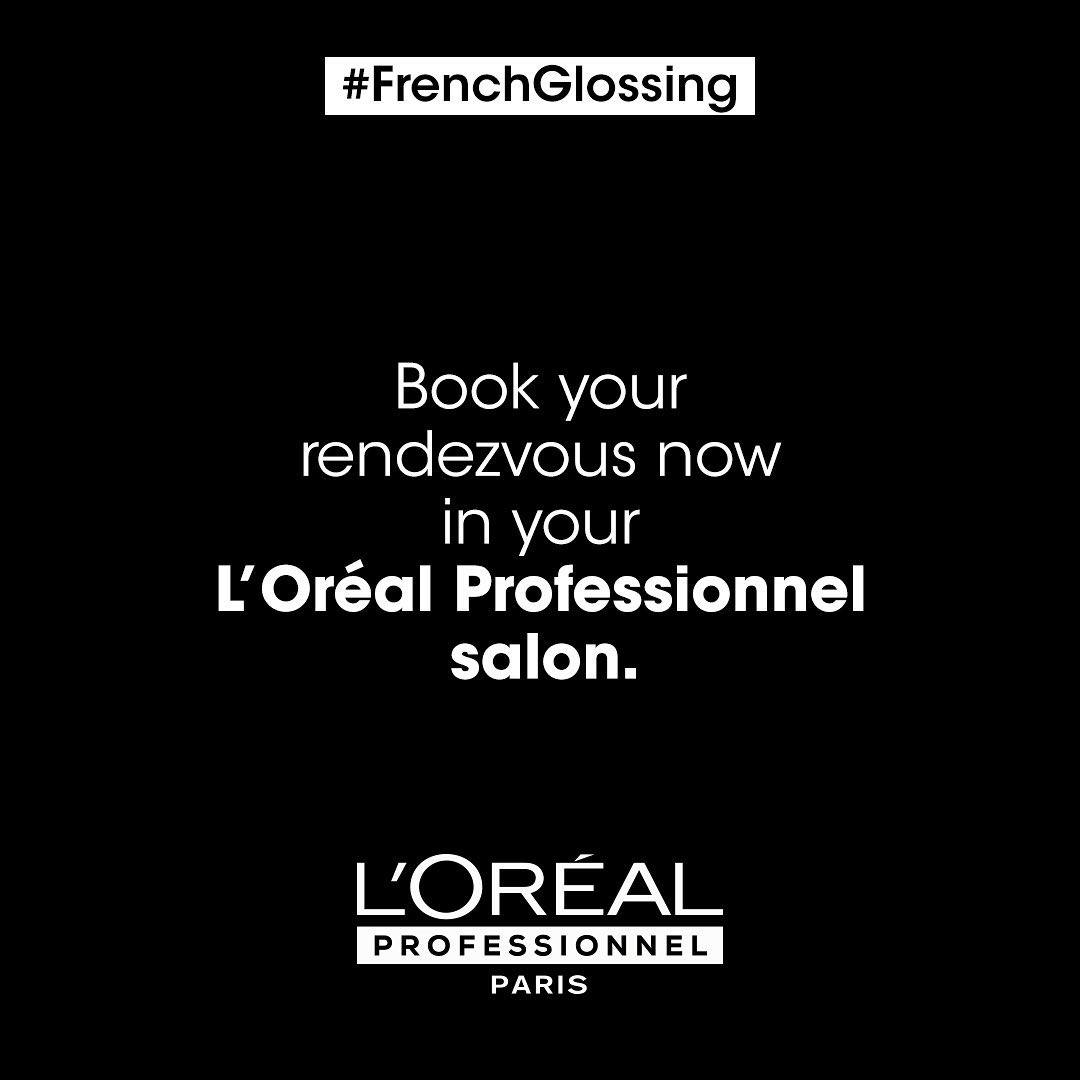 #FrenchGlossing
Book your
rendezvous now
in your
L’Oréal Professionnel
salon.
L’ORÉAL
PROFESSIONNEL
PARIS